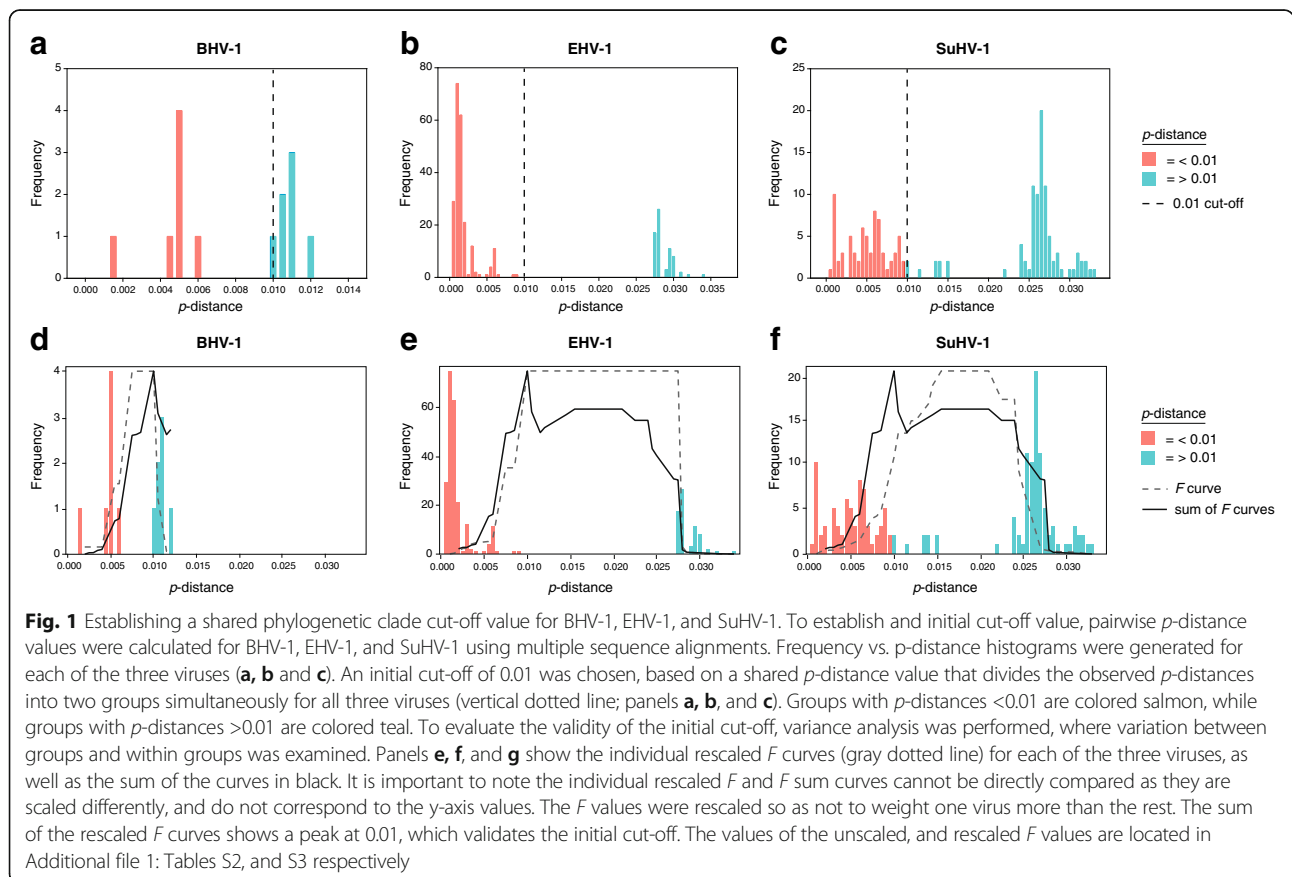 a
BHV-1
5
4
3
2
1
0
Frequency
0.000 0.002 0.004 0.006 0.008 0.010 0.012 0.014
p-distance
b
EHV-1
80
60
40
20
0
Frequency
0.000 0.005 0.010 0.015 0.020 0.025 0.030 0.035
p-distance
c
SuHV-1
25
20
15
10
5
0
Frequency
0.000 0.005 0.010 0.015 0.020 0.025 0.030
p-distance
p-distance
= < 0.01
= > 0.01
0.01 cut-off
d
BHV-1
4
3
2
1
0
Frequency
0.000 0.005 0.010 0.015 0.020 0.025 0.030
p-distance
e
EHV-1
60
40
20
0
Frequency
0.000 0.005 0.010 0.015 0.020 0.025 0.030
p-distance
f
SuHV-1
20
15
10
5
0
Frequency
0.000 0.005 0.010 0.015 0.020 0.025 0.030
p-distance
p-distance
= < 0.01
= > 0.01
F curve
sum of F curves
Fig. 1 Establishing a shared phylogenetic clade cut-off value for BHV-1, EHV-1, and SuHV-1. To establish and initial cut-off value, pairwise p-distance
values were calculated for BHV-1, EHV-1, and SuHV-1 using multiple sequence alignments. Frequency vs. p-distance histograms were generated for
each of the three viruses (a, b and c). An initial cut-off of 0.01 was chosen, based on a shared p-distance value that divides the observed p-distances
into two groups simultaneously for all three viruses (vertical dotted line; panels a, b, and c). Groups with p-distances <0.01 are colored salmon, while
groups with p-distances >0.01 are colored teal. To evaluate the validity of the initial cut-off, variance analysis was performed, where variation between
groups and within groups was examined. Panels e, f, and g show the individual rescaled F curves (gray dotted line) for each of the three viruses, as
well as the sum of the curves in black. It is important to note the individual rescaled F and F sum curves cannot be directly compared as they are
scaled differently, and do not correspond to the y-axis values. The F values were rescaled so as not to weight one virus more than the rest. The sum
of the rescaled F curves shows a peak at 0.01, which validates the initial cut-off. The values of the unscaled, and rescaled F values are located in
Additional file 1: Tables S2, and S3 respectively